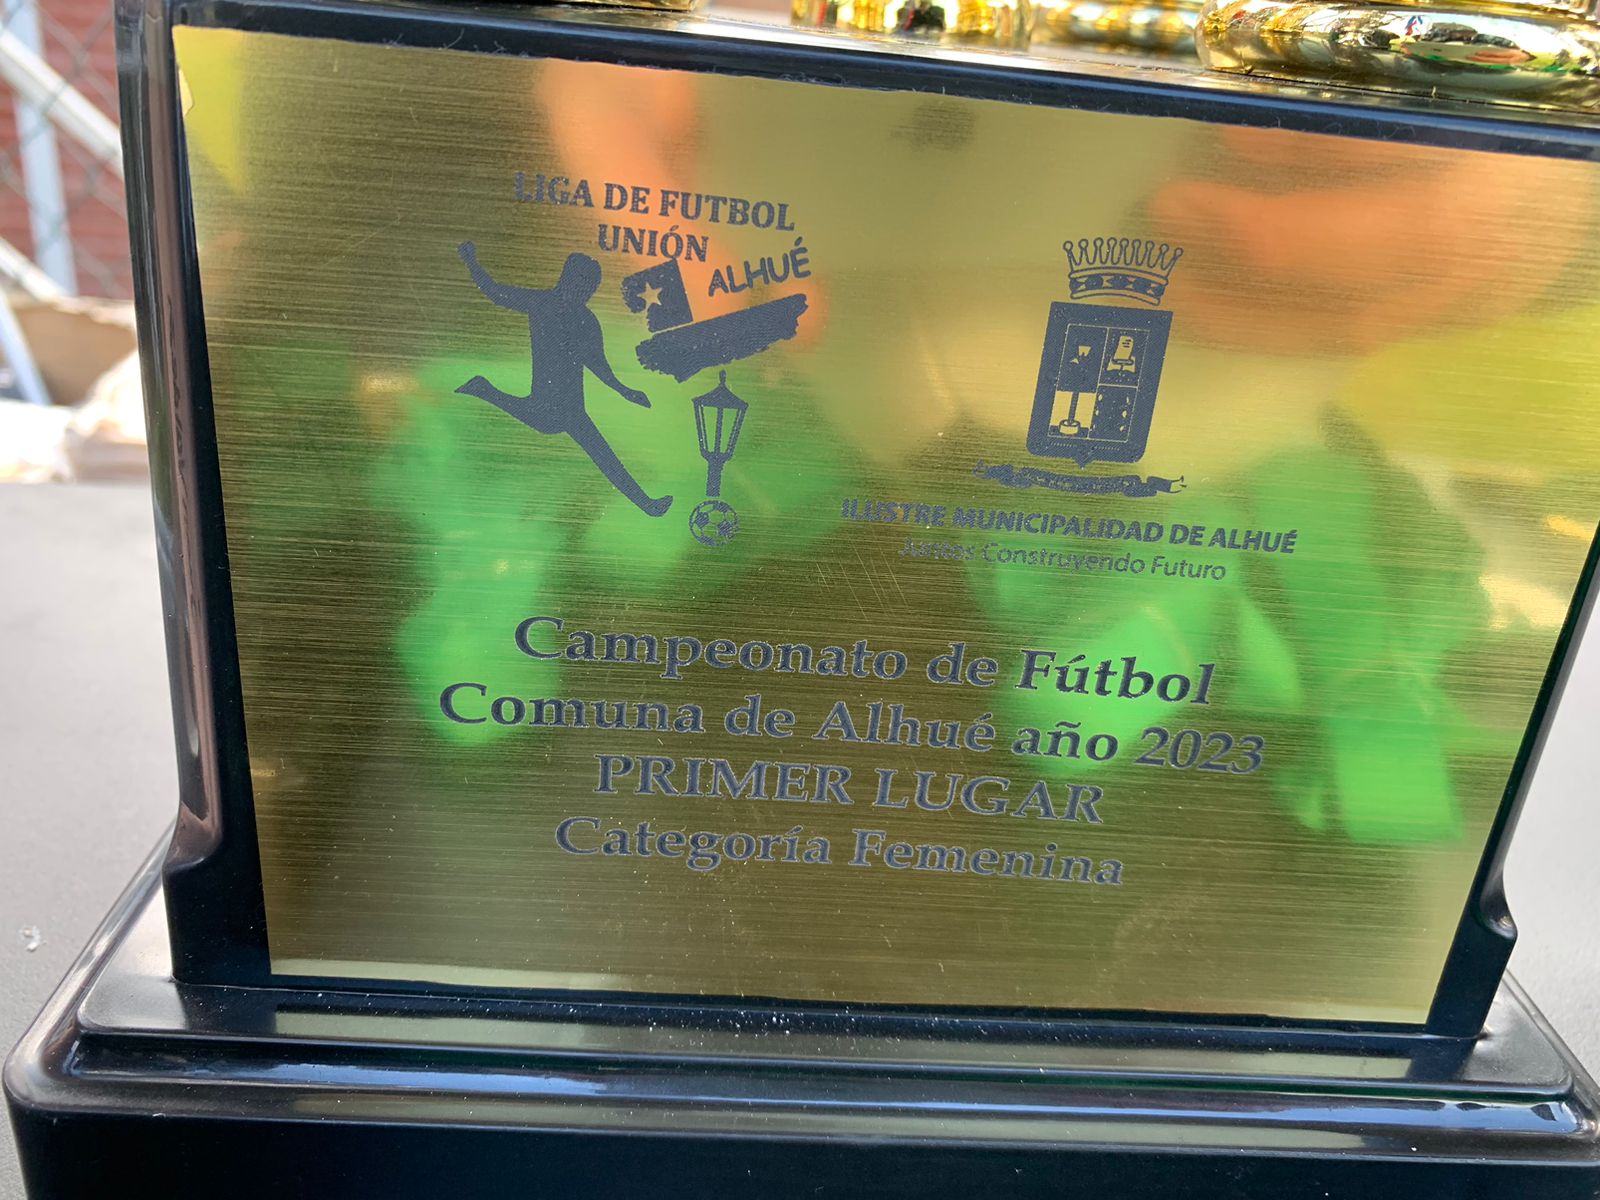 LIGA DE FUTBOL
UNIÓN
ALHUÉ
ILUSTRE MUNICIPALIDAD DE ALHUÉ
Juntos Construyendo Futuro
Campeonato de Fútbol
Comuna de Alhué año 2023
PRIMER LUGAR
Categoría Femenina